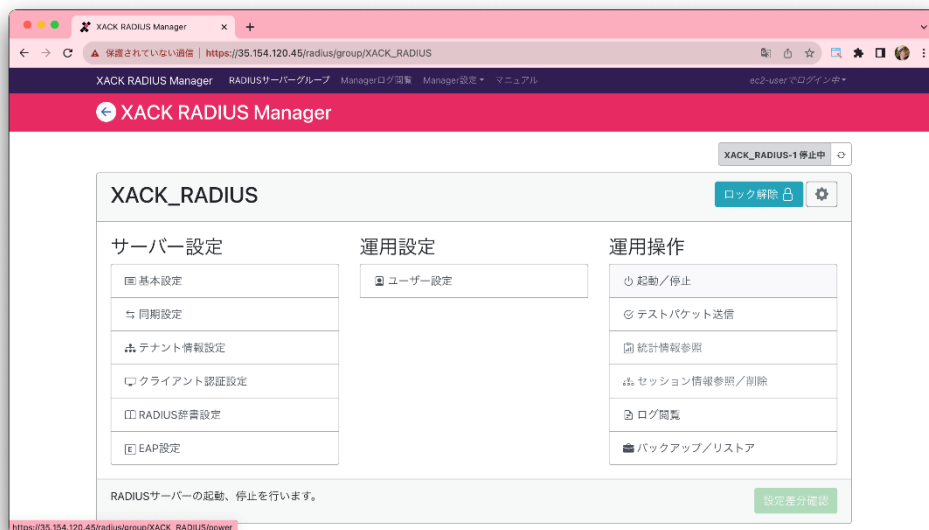 XACK RADIUS Manager
保護されていない通信 | https://35.154.120.45/radius/group/XACK_RADIUS
XACK RADIUS Manager RADIUSサーバーグループ Managerログ閲覧 Manager設定 マニュアル ec2-userでログイン中
XACK RADIUS Manager
XACK_RADIUS-1 停止中
XACK_RADIUS ロック解除
サーバー設定 運用設定 運用操作
基本設定 ユーザー設定 起動／停止
同期設定 テストパケット送信
テナント情報設定 統計情報参照
クライアント認証設定 セッション情報参照／削除
RADIUS辞書設定 ログ閲覧
E EAP設定 バックアップ／リストア
RADIUSサーバーの起動、停止を行います。 設定差分確認
https://35.154.120.45/radius/group/XACK_RADIUS/power